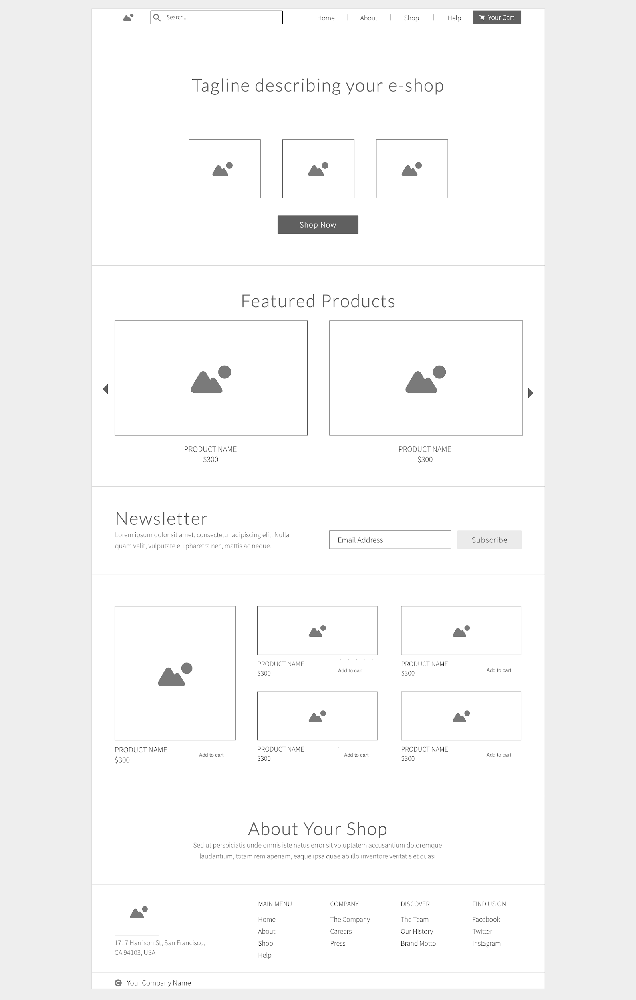 Search...
Home | About | Shop | Help
Your Cart
Tagline describing your e-shop
Shop Now
Featured Products
PRODUCT NAME
$300
PRODUCT NAME
$300
Newsletter
Lorem ipsum dolor sit amet, consectetur adipiscing elit. Nulla
quam velit, vulputate eu pharetra nec, mattis ac neque.
Email Address
Subscribe
PRODUCT NAME
$300
Add to cart
PRODUCT NAME
$300
Add to cart
PRODUCT NAME
$300
Add to cart
PRODUCT NAME
$300
Add to cart
PRODUCT NAME
$300
Add to cart
About Your Shop
Sed ut perspiciatis unde omnis iste natus error sit voluptatem accusantium doloremque
laudantium, totam rem aperiam, eaque ipsa quae ab illo inventore veritatis et quasi
1717 Harrison St, San Francisco,
CA 94103, USA
MAIN MENU
Home
About
Shop
Help
COMPANY
The Company
Careers
Press
DISCOVER
The Team
Our History
Brand Motto
FIND US ON
Facebook
Twitter
Instagram
© Your Company Name